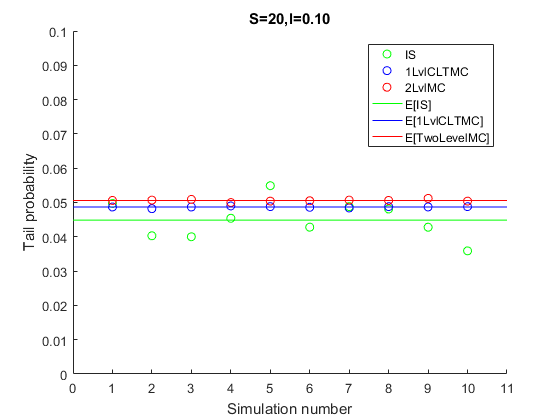 S=20,l=0.10
0.1
0.09
0.08
0.07
0.06
0.05
0.04
0.03
0.02
0.01
0
Tail probability
IS
1LvlCLTMC
2LvlMC
E[IS]
E[1LvlCLTMC]
E[TwoLevelMC]
0 1 2 3 4 5 6 7 8 9 10 11
Simulation number